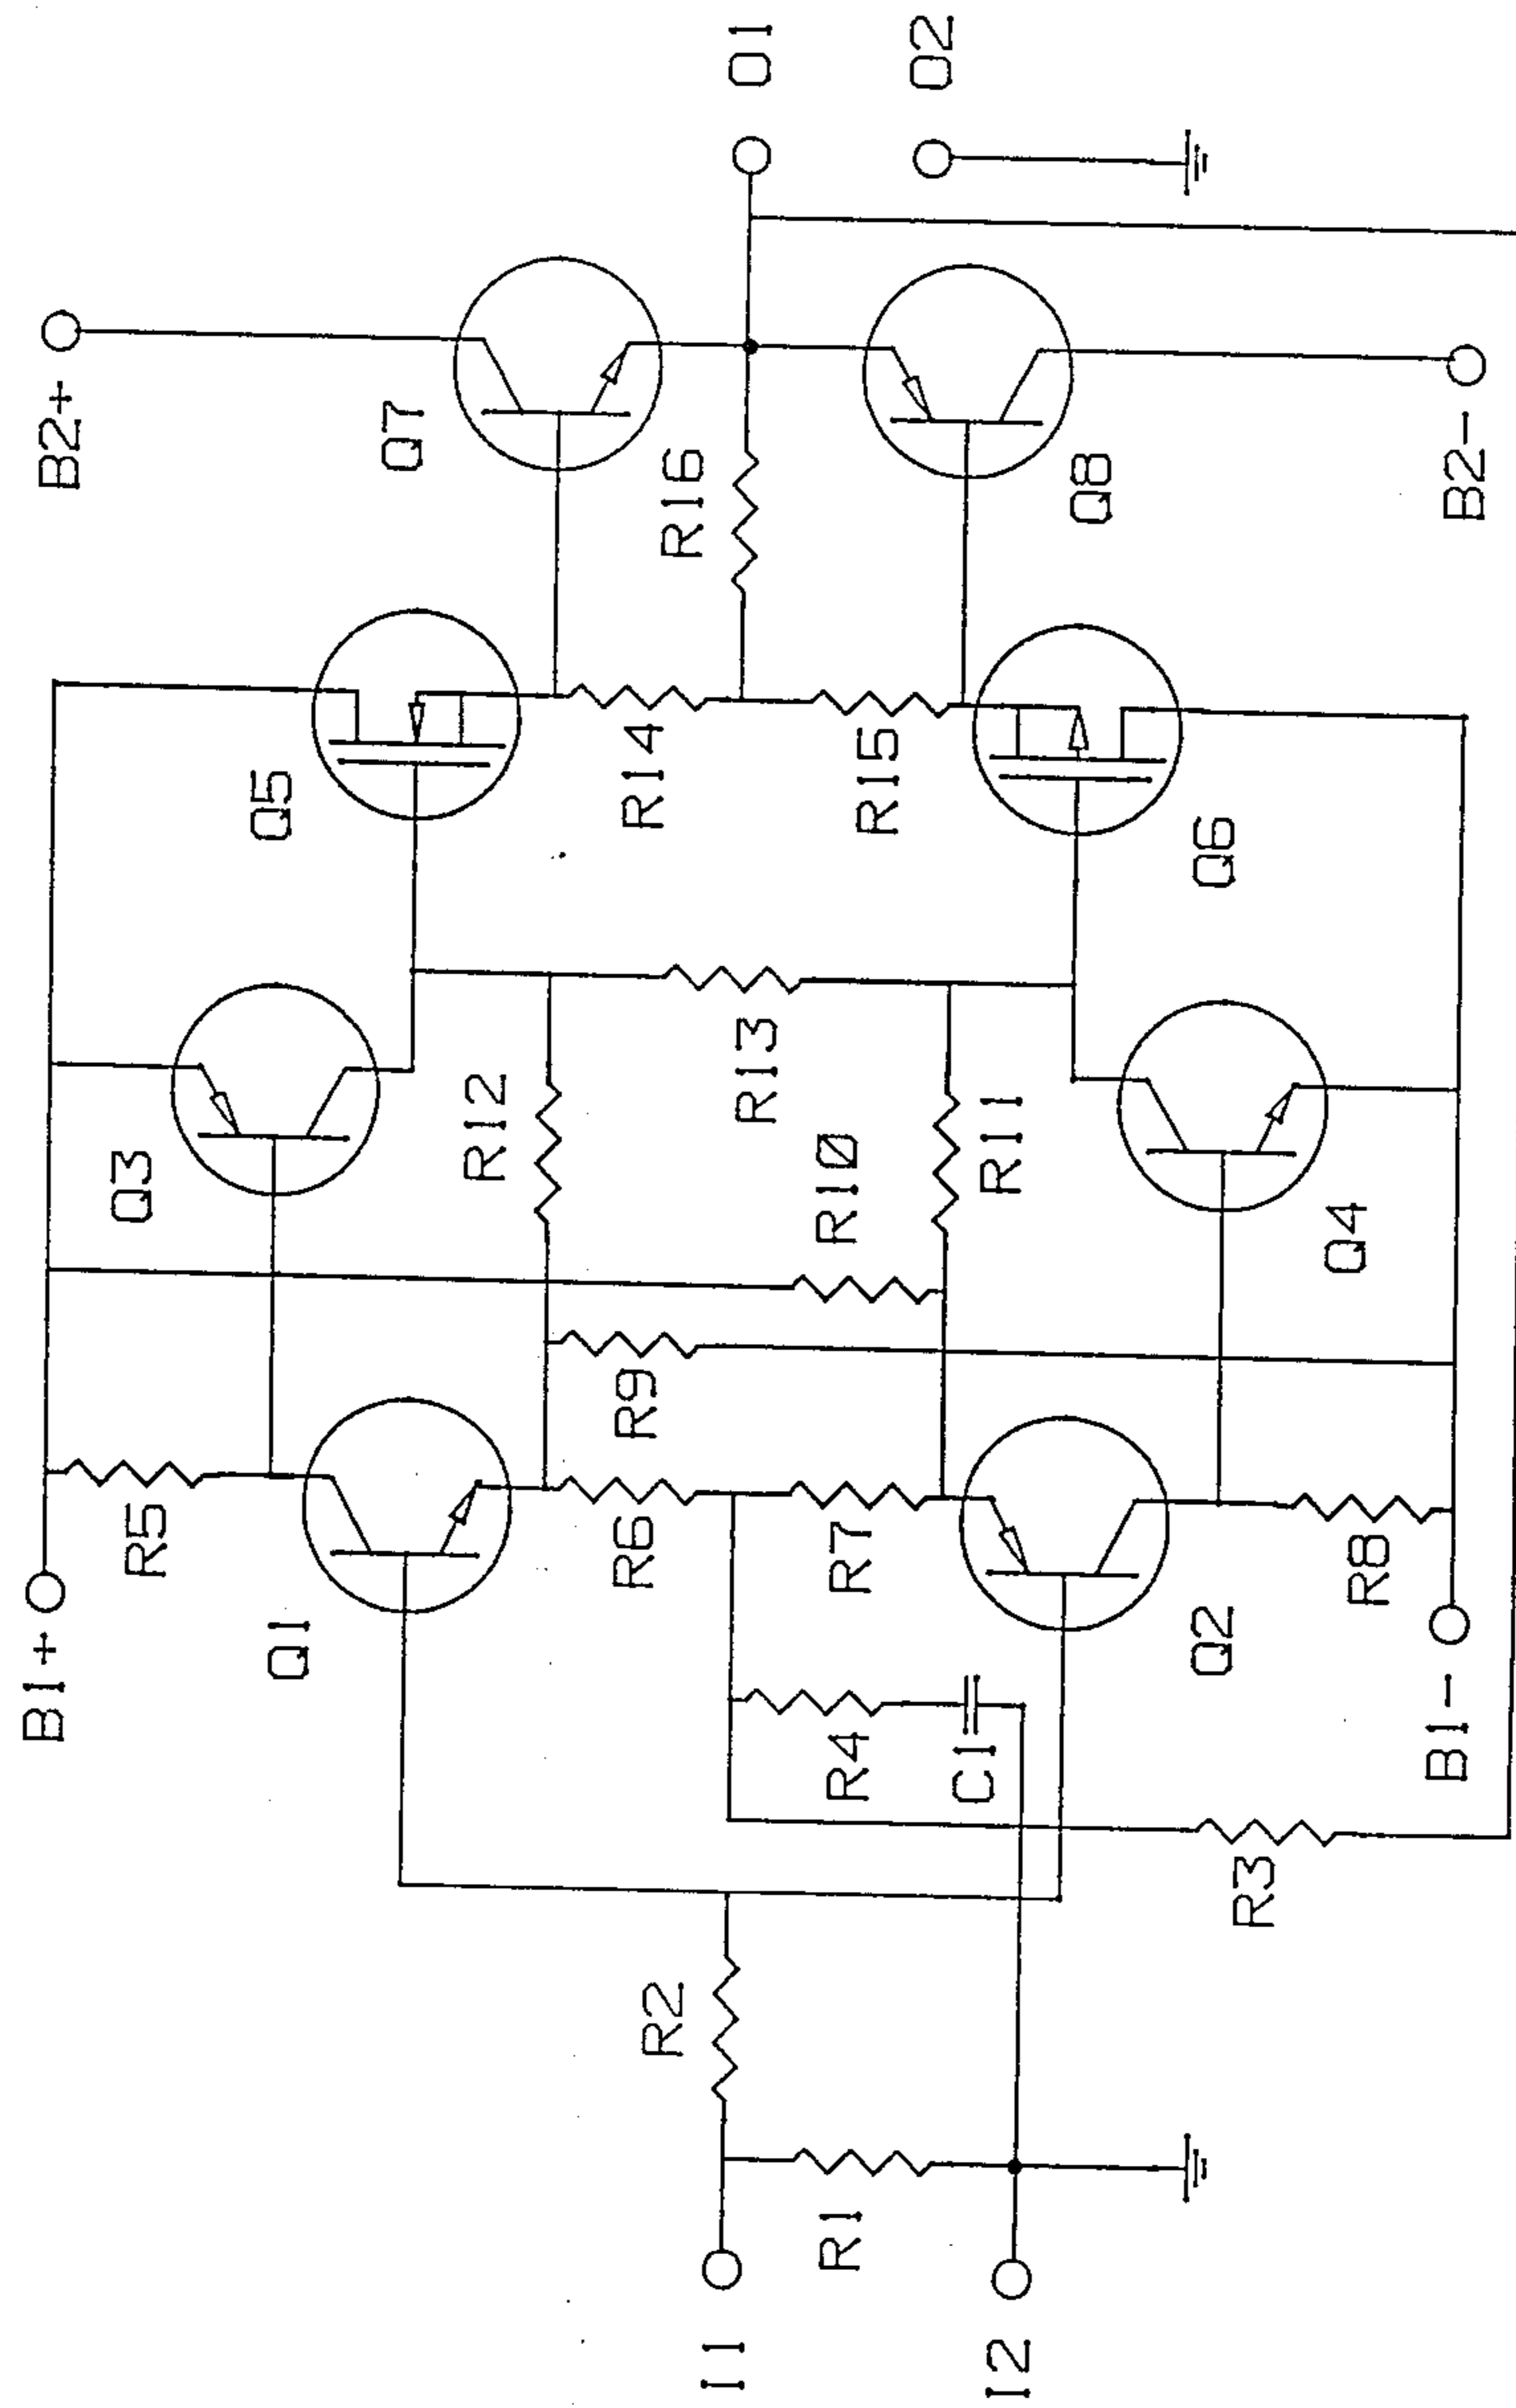 B1+
B2+
Q3
Q5
Q7
R5
Q1
R12
R14
R16
O1
R6
R9
R13
R2
R7
R10
R15
O2
I1
R4
R11
Q6
Q8
R1
C1
Q2
Q4
I2
R3
R8
B1-
B2-